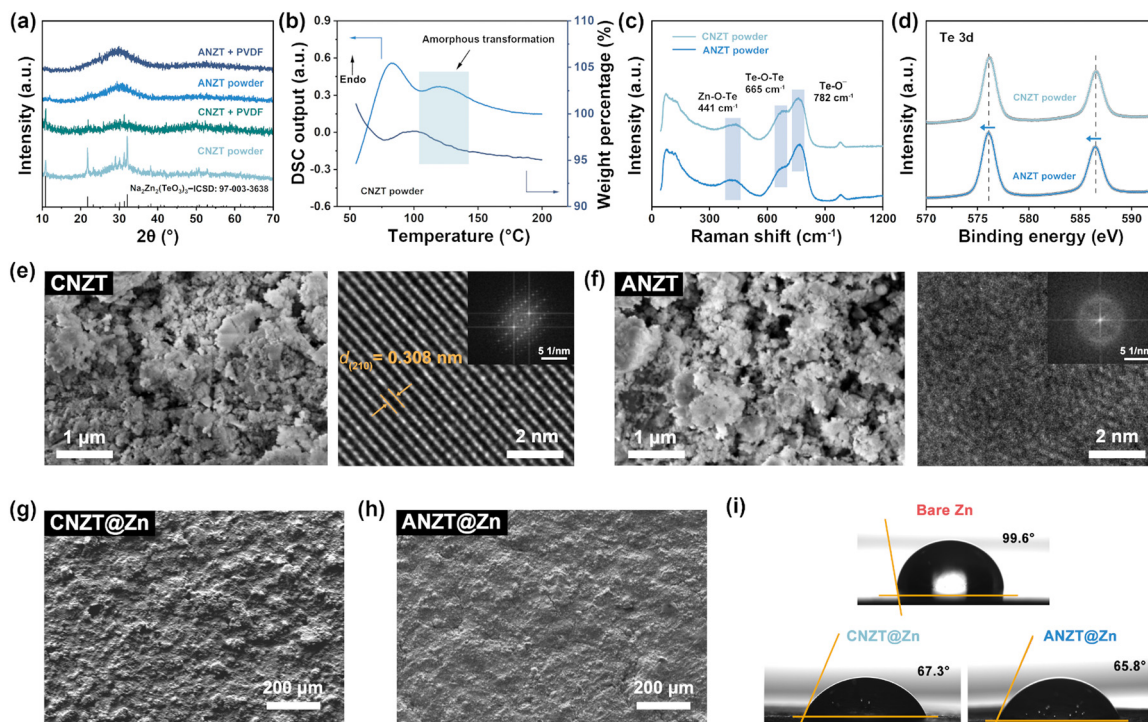 (a)
ANZT + PVDF
ANZT powder
CNZT + PVDF
CNZT powder
Na₂Zn₂(TeO₃)₃–ICSD: 97-003-3638
Intensity (a.u.)
10 20 30 40 50 60 70
2θ (°)
(b)
Amorphous transformation
Endo
CNZT powder
DSC output (a.u.)
0.9
0.6
0.3
0.0
-0.3
-0.6
50 100 150 200
Temperature (°C)
110
105
100
95
90
Weight percentage (%)
(c)
CNZT powder
ANZT powder
Zn-O-Te
441 cm⁻¹
Te-O-Te
665 cm⁻¹
Te-O⁻
782 cm⁻¹
Intensity (a.u.)
0 300 600 900 1200
Raman shift (cm⁻¹)
(d)
Te 3d
CNZT powder
ANZT powder
Intensity (a.u.)
570 575 580 585 590
Binding energy (eV)
(e)
CNZT
1 µm
d(210) = 0.308 nm
5 1/nm
2 nm
(f)
ANZT
1 µm
5 1/nm
2 nm
(g)
CNZT@Zn
200 µm
(h)
ANZT@Zn
200 µm
(i)
Bare Zn
99.6°
CNZT@Zn
67.3°
ANZT@Zn
65.8°